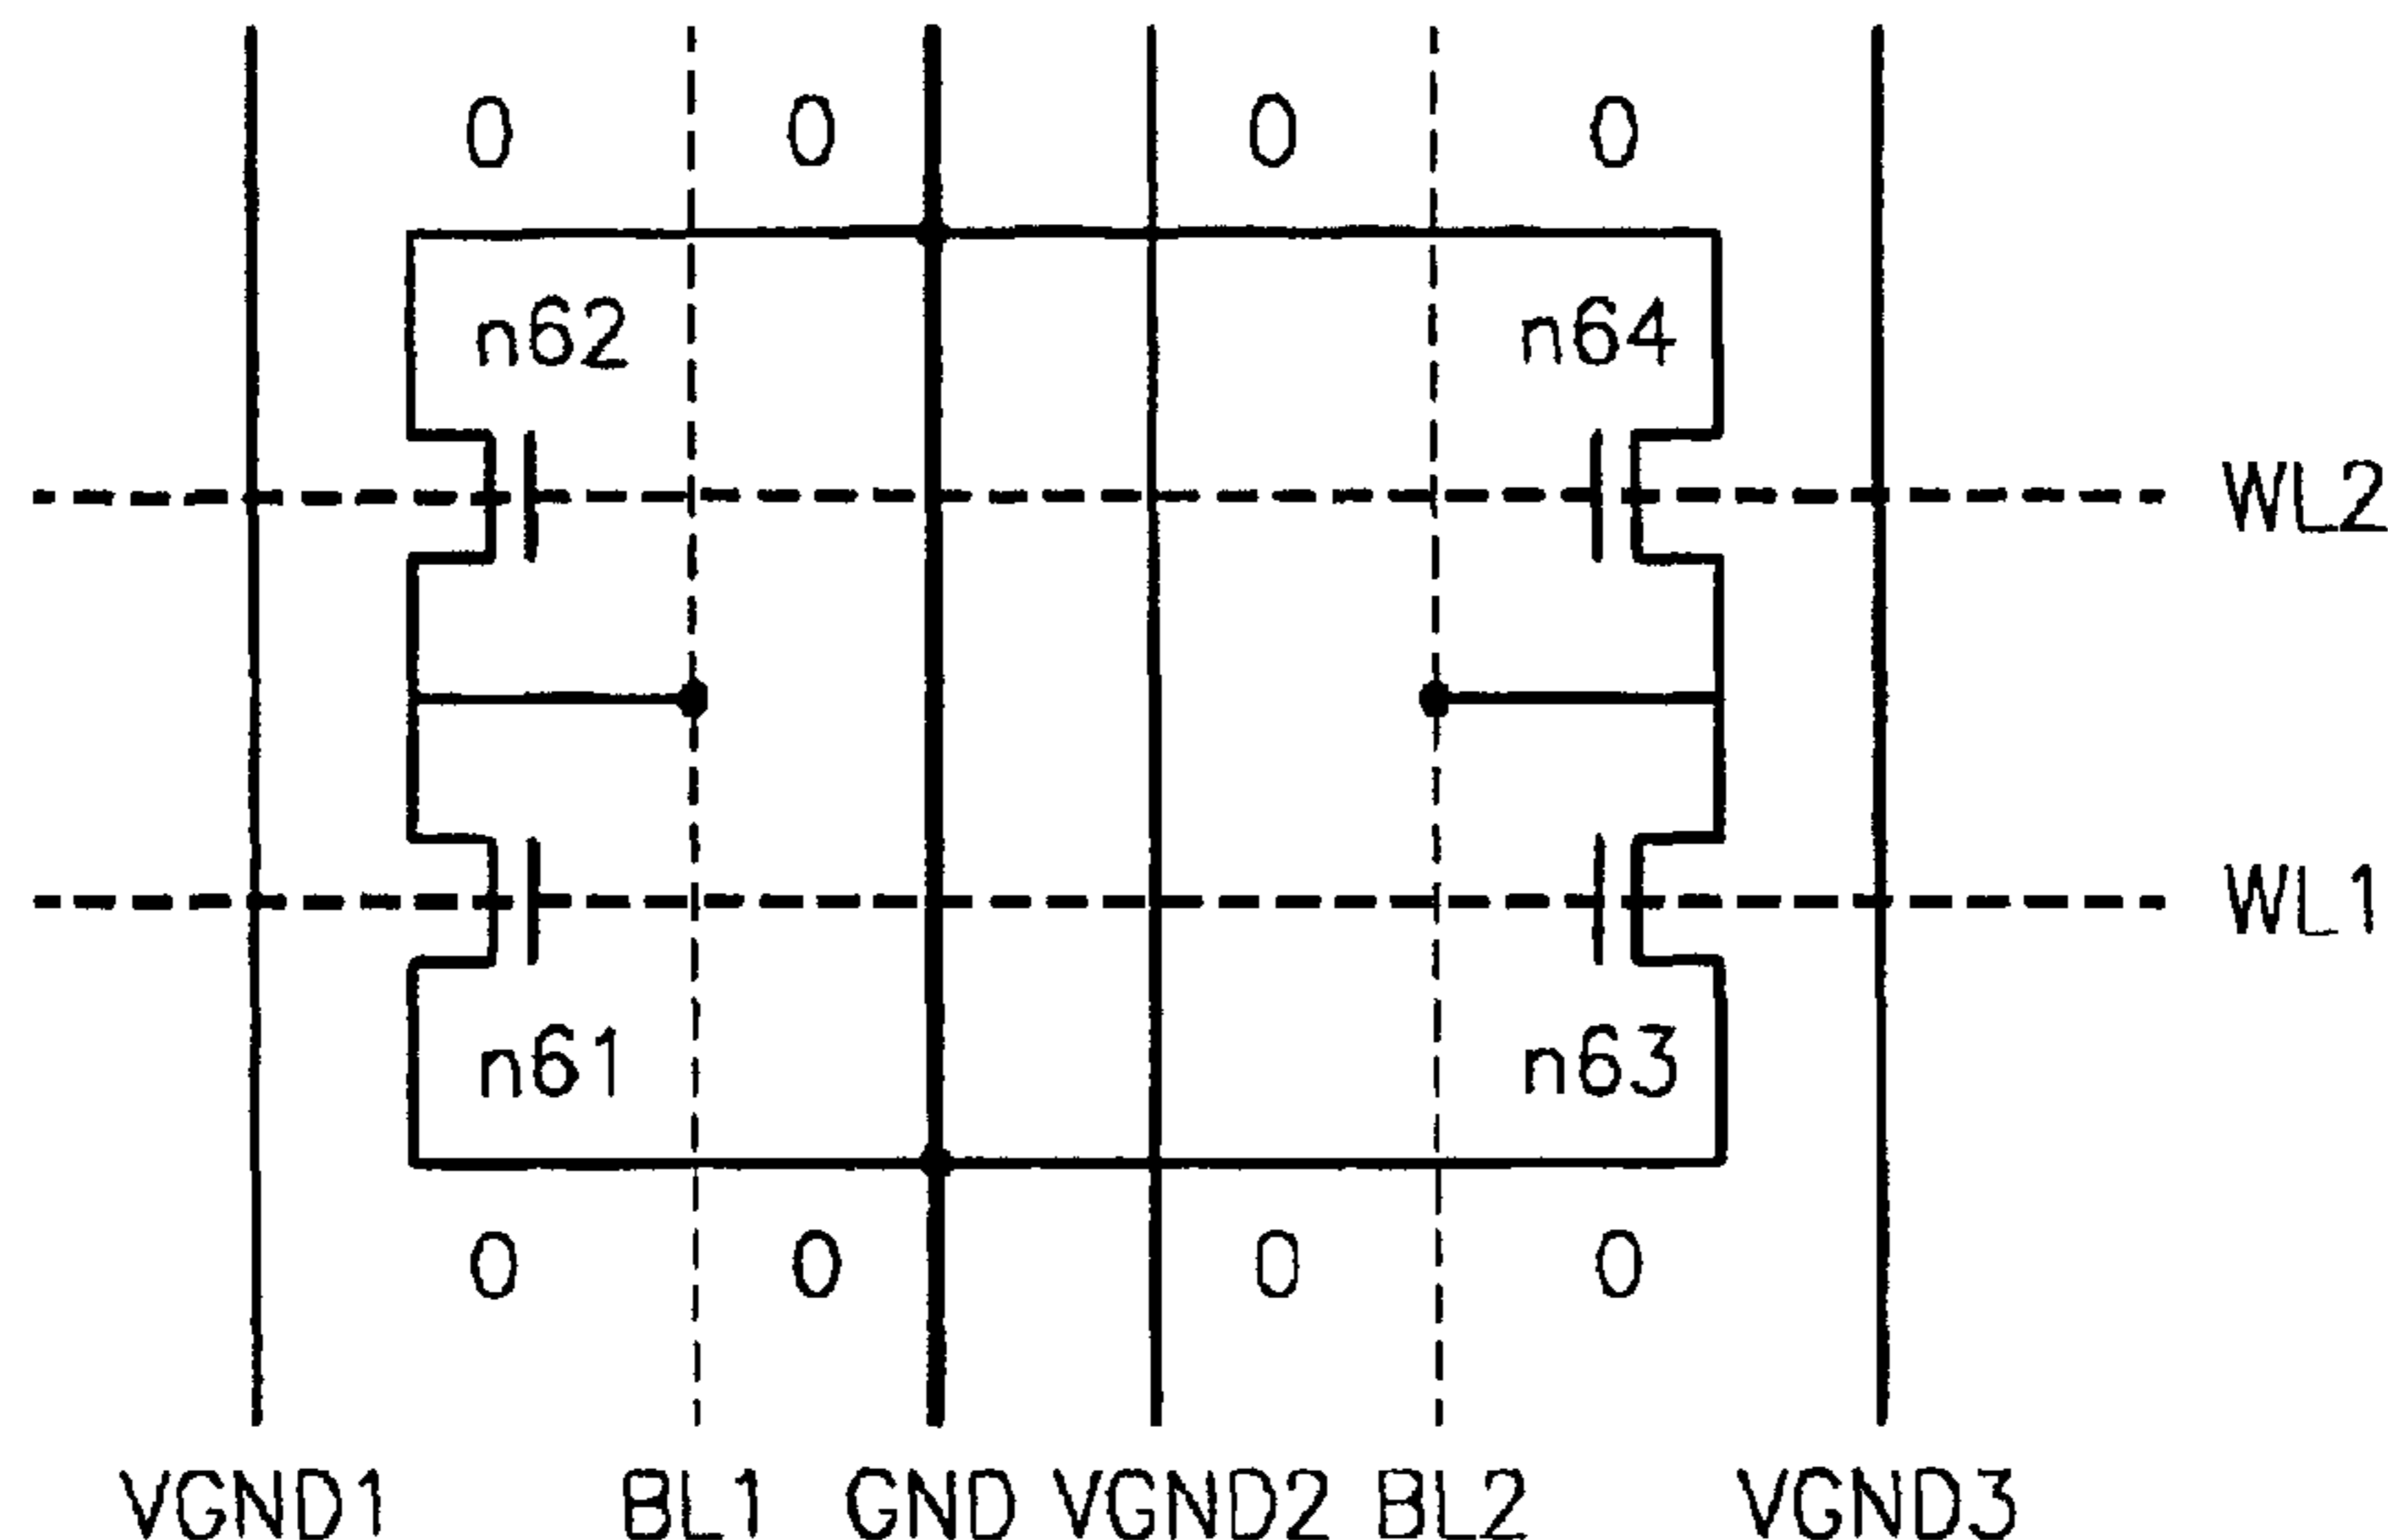 0 0 0 0
n62 n64
WL2
WL1
n61 n63
0 0 0 0
VGND1 BL1 GND VGND2 BL2 VGND3